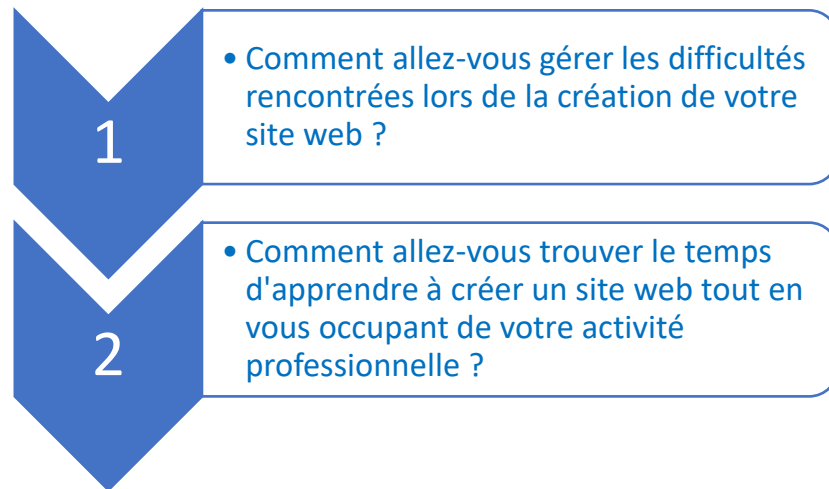 1
• Comment allez-vous gérer les difficultés
rencontrées lors de la création de votre
site web ?
2
• Comment allez-vous trouver le temps
d'apprendre à créer un site web tout en
vous occupant de votre activité
professionnelle ?